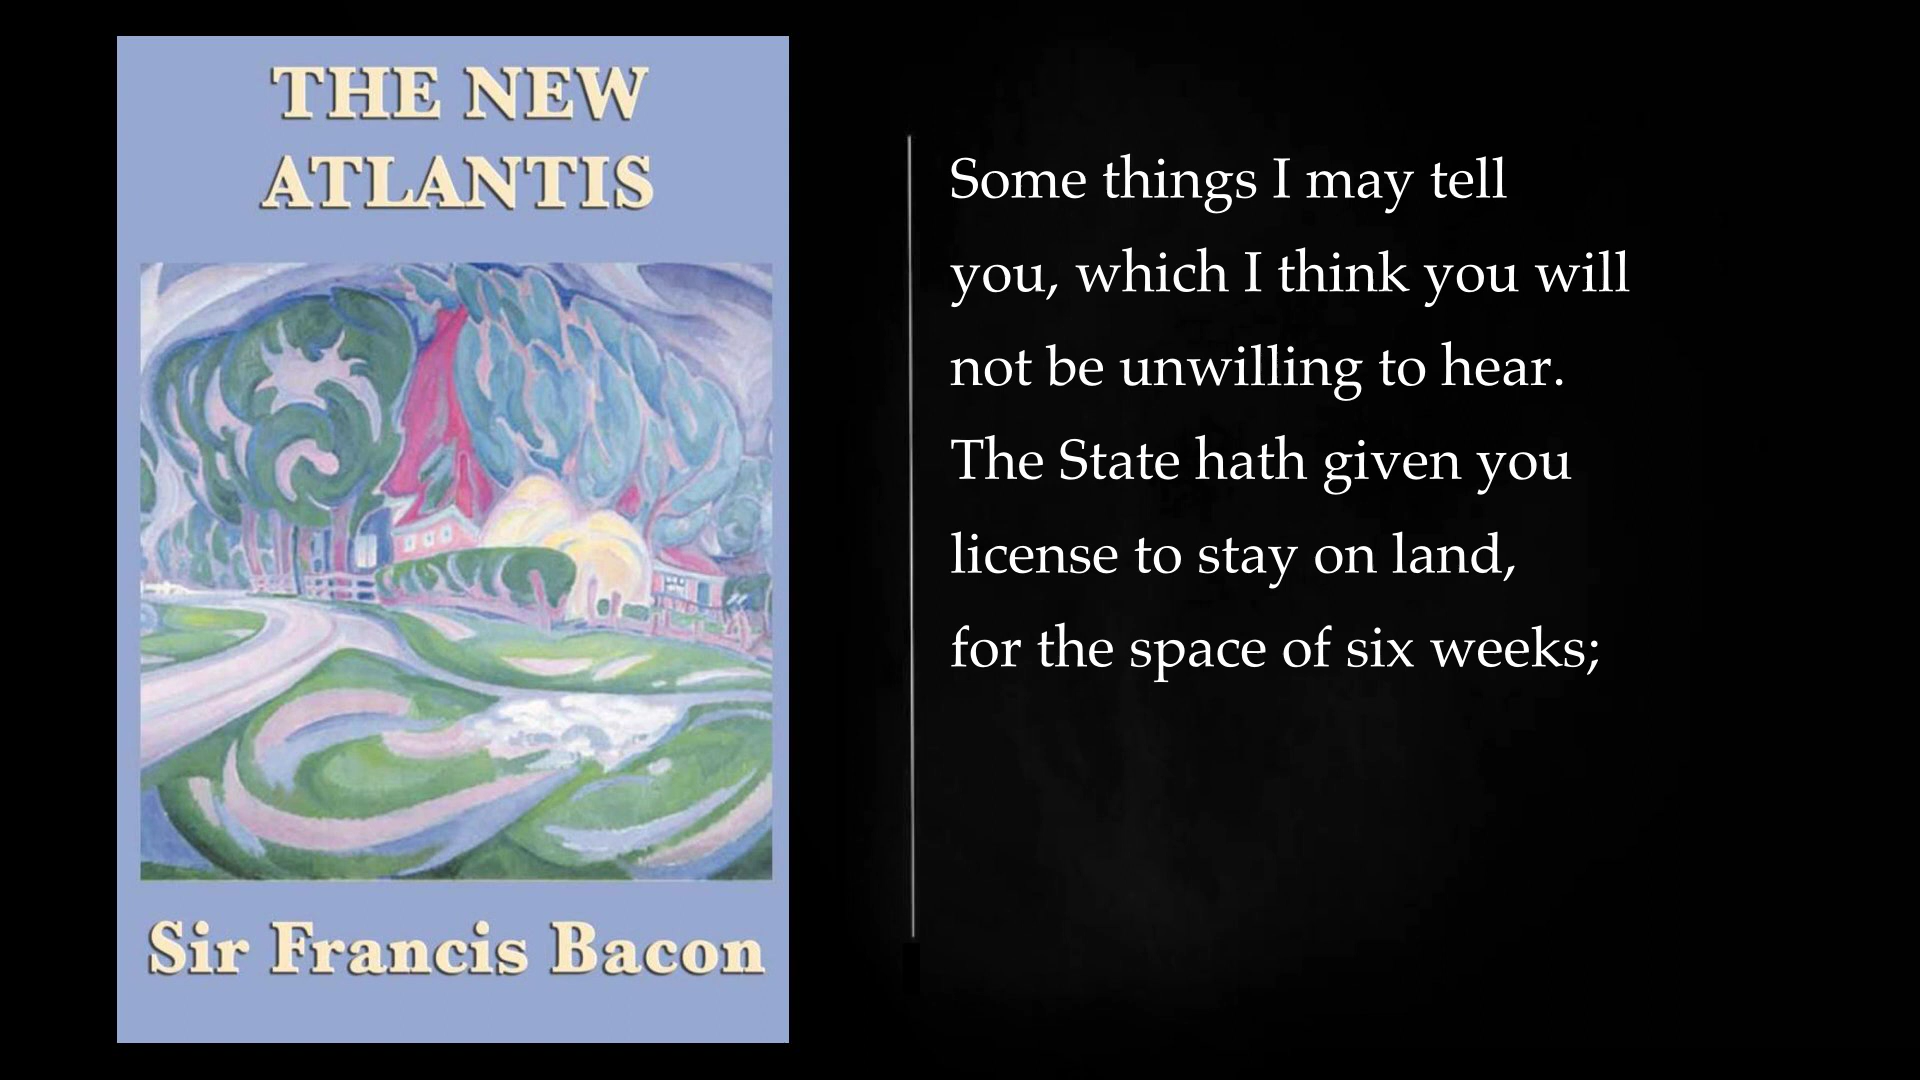 THE NEW
ATLANTIS
Sir Francis Bacon
Some things I may tell
you, which I think you will
not be unwilling to hear.
The State hath given you
license to stay on land,
for the space of six weeks;